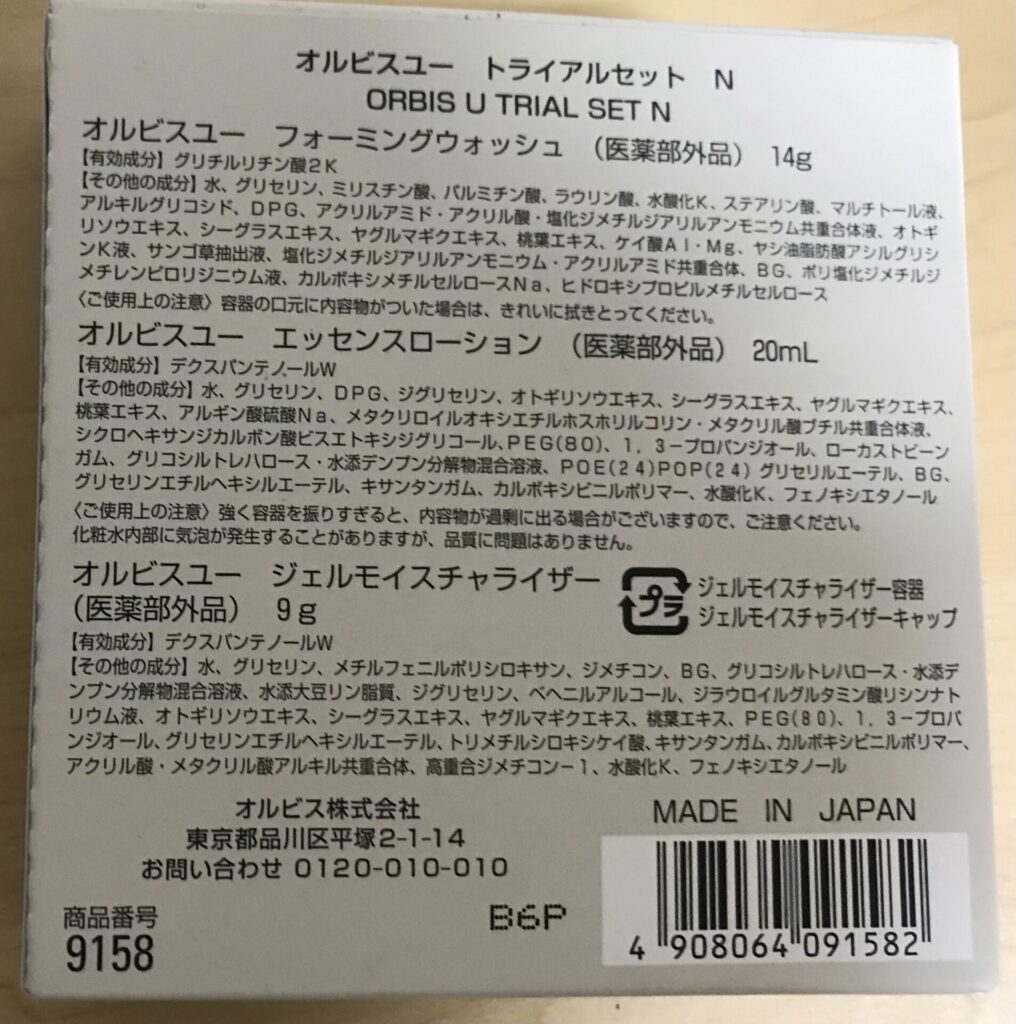 オルビスユー　トライアルセット　N
ORBIS U TRIAL SET N
オルビスユー　フォーミングウォッシュ　（医薬部外品）　14g
【有効成分】グリチルリチン酸2K
【その他の成分】水、グリセリン、ミリスチン酸、パルミチン酸、ラウリン酸、水酸化K、ステアリン酸、マルチトール液、
アルキルグリコシド、DPG、アクリルアミド・アクリル酸・塩化ジメチルジアリルアンモニウム共重合体液、オトギ
リソウエキス、シーグラスエキス、ヤグルマギクエキス、桃葉エキス、ケイ酸Al・Mg、ヤシ油脂肪酸アシルグリシ
ンK液、サンゴ草抽出液、塩化ジメチルジアリルアンモニウム・アクリルアミド共重合体、BG、ポリ塩化ジメチルジ
メチレンピロリジニウム液、カルボキシメチルセルロースNa、ヒドロキシプロピルメチルセルロース
〈ご使用上の注意〉容器の口元に内容物がついた場合は、きれいに拭きとってください。
オルビスユー　エッセンスローション　（医薬部外品）　20mL
【有効成分】デクスパンテノールW
【その他の成分】水、グリセリン、DPG、ジグリセリン、オトギリソウエキス、シーグラスエキス、ヤグルマギクエキス、
桃葉エキス、アルギン酸硫酸Na、メタクリロイルオキシエチルホスホリルコリン・メタクリル酸ブチル共重合体液、
シクロヘキサンジカルボン酸ビスエトキシジグリコール、PEG(80)、1，3－プロパンジオール、ローカストビーン
ガム、グリコシルトレハロース・水添デンプン分解物混合溶液、POE(24)POP(24)グリセリルエーテル、BG、
グリセリンエチルヘキシルエーテル、キサンタンガム、カルボキシビニルポリマー、水酸化K、フェノキシエタノール
〈ご使用上の注意〉強く容器を振りすぎると、内容物が過剰に出る場合がございますので、ご注意ください。
化粧水内部に気泡が発生することがありますが、品質に問題はありません。
オルビスユー　ジェルモイスチャライザー
（医薬部外品）　9g
プラ
ジェルモイスチャライザー容器
ジェルモイスチャライザーキャップ
【有効成分】デクスパンテノールW
【その他の成分】水、グリセリン、メチルフェニルポリシロキサン、ジメチコン、BG、グリコシルトレハロース・水添デ
ンプン分解物混合溶液、水添大豆リン脂質、ジグリセリン、ベヘニルアルコール、ジラウロイルグルタミン酸リシンナト
リウム液、オトギリソウエキス、シーグラスエキス、ヤグルマギクエキス、桃葉エキス、PEG(80)、1，3－プロパ
ンジオール、グリセリンエチルヘキシルエーテル、トリメチルシロキシケイ酸、キサンタンガム、カルボキシビニルポリマー、
アクリル酸・メタクリル酸アルキル共重合体、高重合ジメチコン－1、水酸化K、フェノキシエタノール
オルビス株式会社
東京都品川区平塚2-1-14
お問い合わせ 0120-010-010
MADE IN JAPAN
商品番号
9158
B6P
4 908064 091582